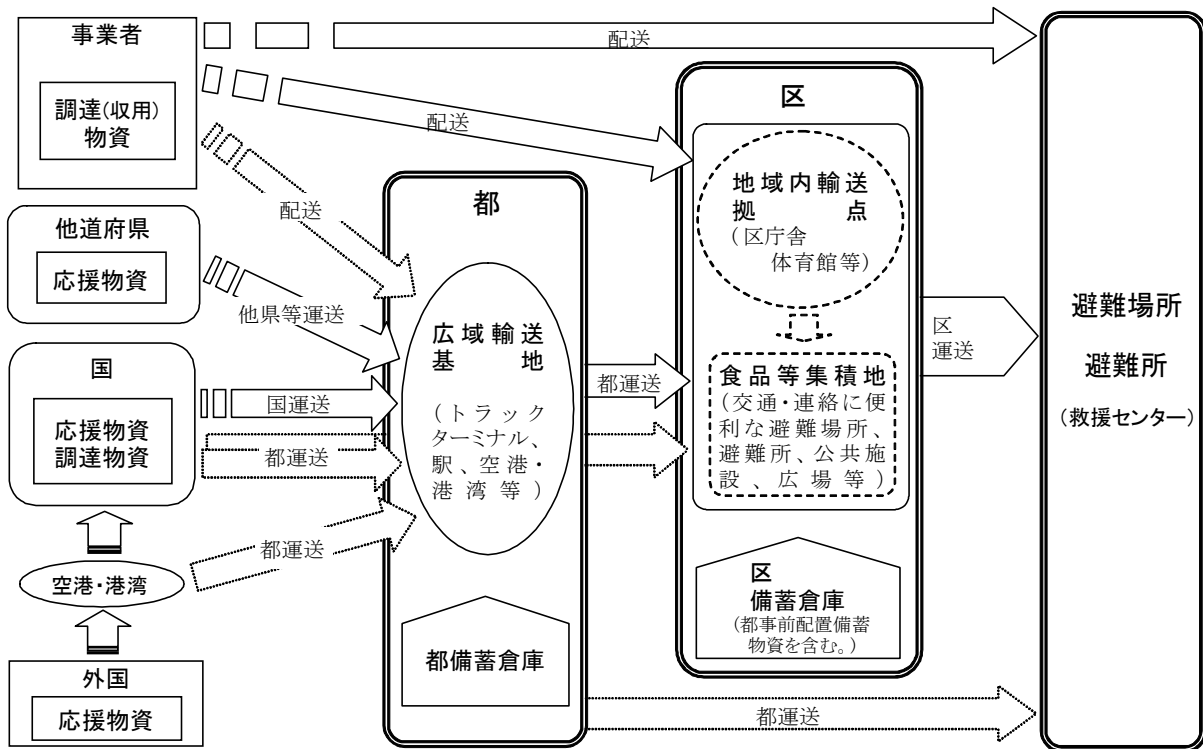 事業者
調達(収用)
物資
他道府県
応援物資
国
応援物資
調達物資
空港・港湾
外国
応援物資
配送
配送
配送
他県等運送
国運送
都運送
都運送
都
広域輸送
基地
(トラック
ターミナル、
駅、空港・
港湾等)
都備蓄倉庫
都運送
都運送
区
地域内輸送
拠点
(区庁舎
体育館等)
食品等集積地
(交通・連絡に便
利な避難場所、
避難所、公共施
設、広場等)
区
備蓄倉庫
(都事前配置備蓄
物資を含む。)
区
運送
避難場所
避難所
(救援センター)